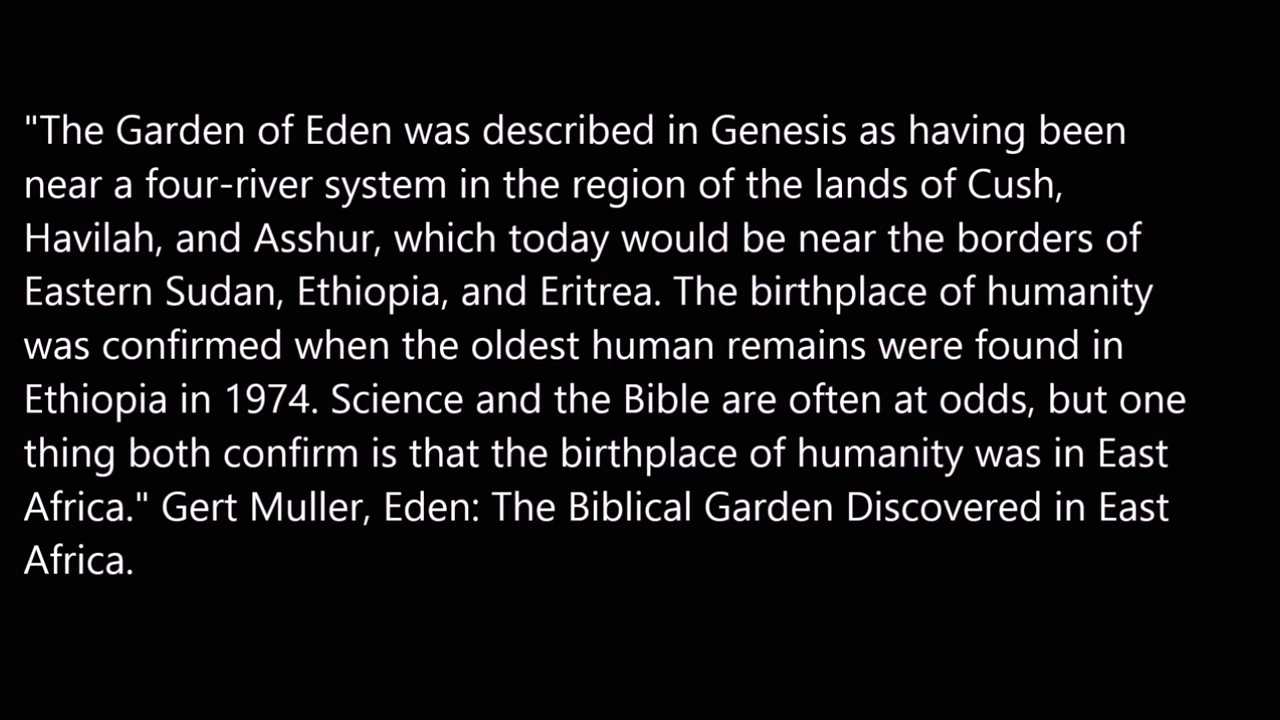 "The Garden of Eden was described in Genesis as having been
near a four-river system in the region of the lands of Cush,
Havilah, and Asshur, which today would be near the borders of
Eastern Sudan, Ethiopia, and Eritrea. The birthplace of humanity
was confirmed when the oldest human remains were found in
Ethiopia in 1974. Science and the Bible are often at odds, but one
thing both confirm is that the birthplace of humanity was in East
Africa." Gert Muller, Eden: The Biblical Garden Discovered in East
Africa.